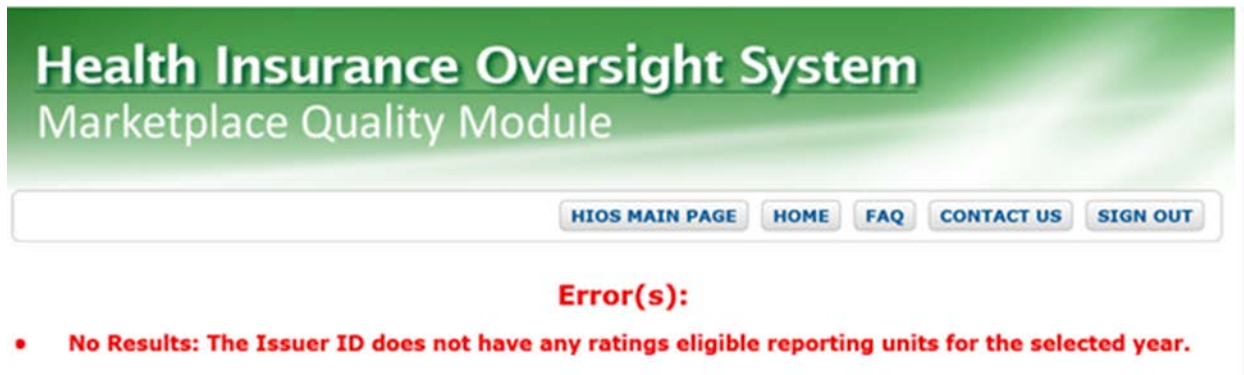 Health Insurance Oversight System
Marketplace Quality Module
HIOS MAIN PAGE HOME FAQ CONTACT US SIGN OUT
Error(s):
• No Results: The Issuer ID does not have any ratings eligible reporting units for the selected year.